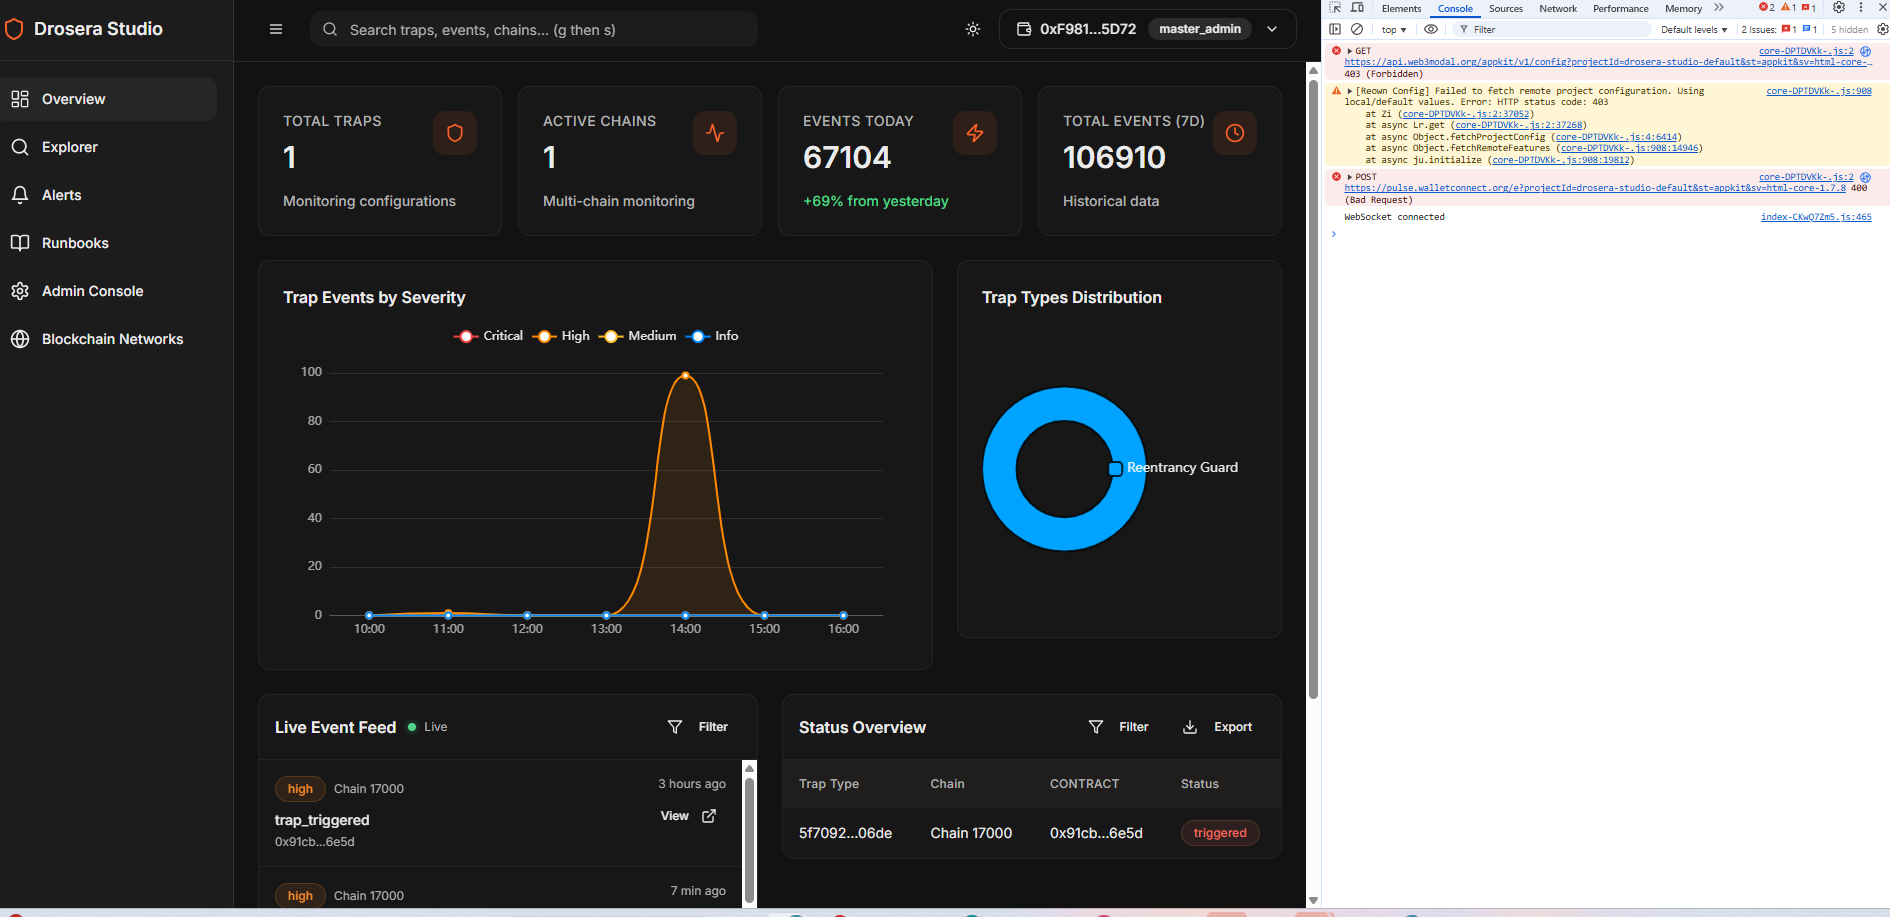 Drosera Studio
Search traps, events, chains... (g then s)
0xF981...5D72
master_admin
Overview
Explorer
Alerts
Runbooks
Admin Console
Blockchain Networks
TOTAL TRAPS
1
Monitoring configurations
ACTIVE CHAINS
1
Multi-chain monitoring
EVENTS TODAY
67104
+69% from yesterday
TOTAL EVENTS (7D)
106910
Historical data
Trap Events by Severity
Critical High Medium Info
100
80
60
40
20
0
10:00 11:00 12:00 13:00 14:00 15:00 16:00
Trap Types Distribution
Reentrancy Guard
Live Event Feed
Live
Filter
high Chain 17000 3 hours ago
trap_triggered View
0x91cb...6e5d
high Chain 17000 7 min ago
Status Overview
Filter
Export
Trap Type Chain CONTRACT Status
5f7092...06de Chain 17000 0x91cb...6e5d triggered
Elements Console Sources Network Performance Memory 2 1 1
top Filter Default levels 2 Issues: 1 1 5 hidden
GET core-DPTDVKk-.js:2
https://api.web3modal.org/appkit/v1/config?projectId=drosera-studio-default&st=appkit&sv=html-core-…
403 (Forbidden)
[Reown Config] Failed to fetch remote project configuration. Using core-DPTDVKk-.js:908
local/default values. Error: HTTP status code: 403
at Zi (core-DPTDVKk-.js:2:37052)
at async Lr.get (core-DPTDVKk-.js:2:37268)
at async Object.fetchProjectConfig (core-DPTDVKk-.js:4:6414)
at async Object.fetchRemoteFeatures (core-DPTDVKk-.js:908:14946)
at async ju.initialize (core-DPTDVKk-.js:908:19812)
POST core-DPTDVKk-.js:2
https://pulse.walletconnect.org/e?projectId=drosera-studio-default&st=appkit&sv=html-core-1.7.8 400
(Bad Request)
WebSocket connected index-CKwQ7Zm5.js:465